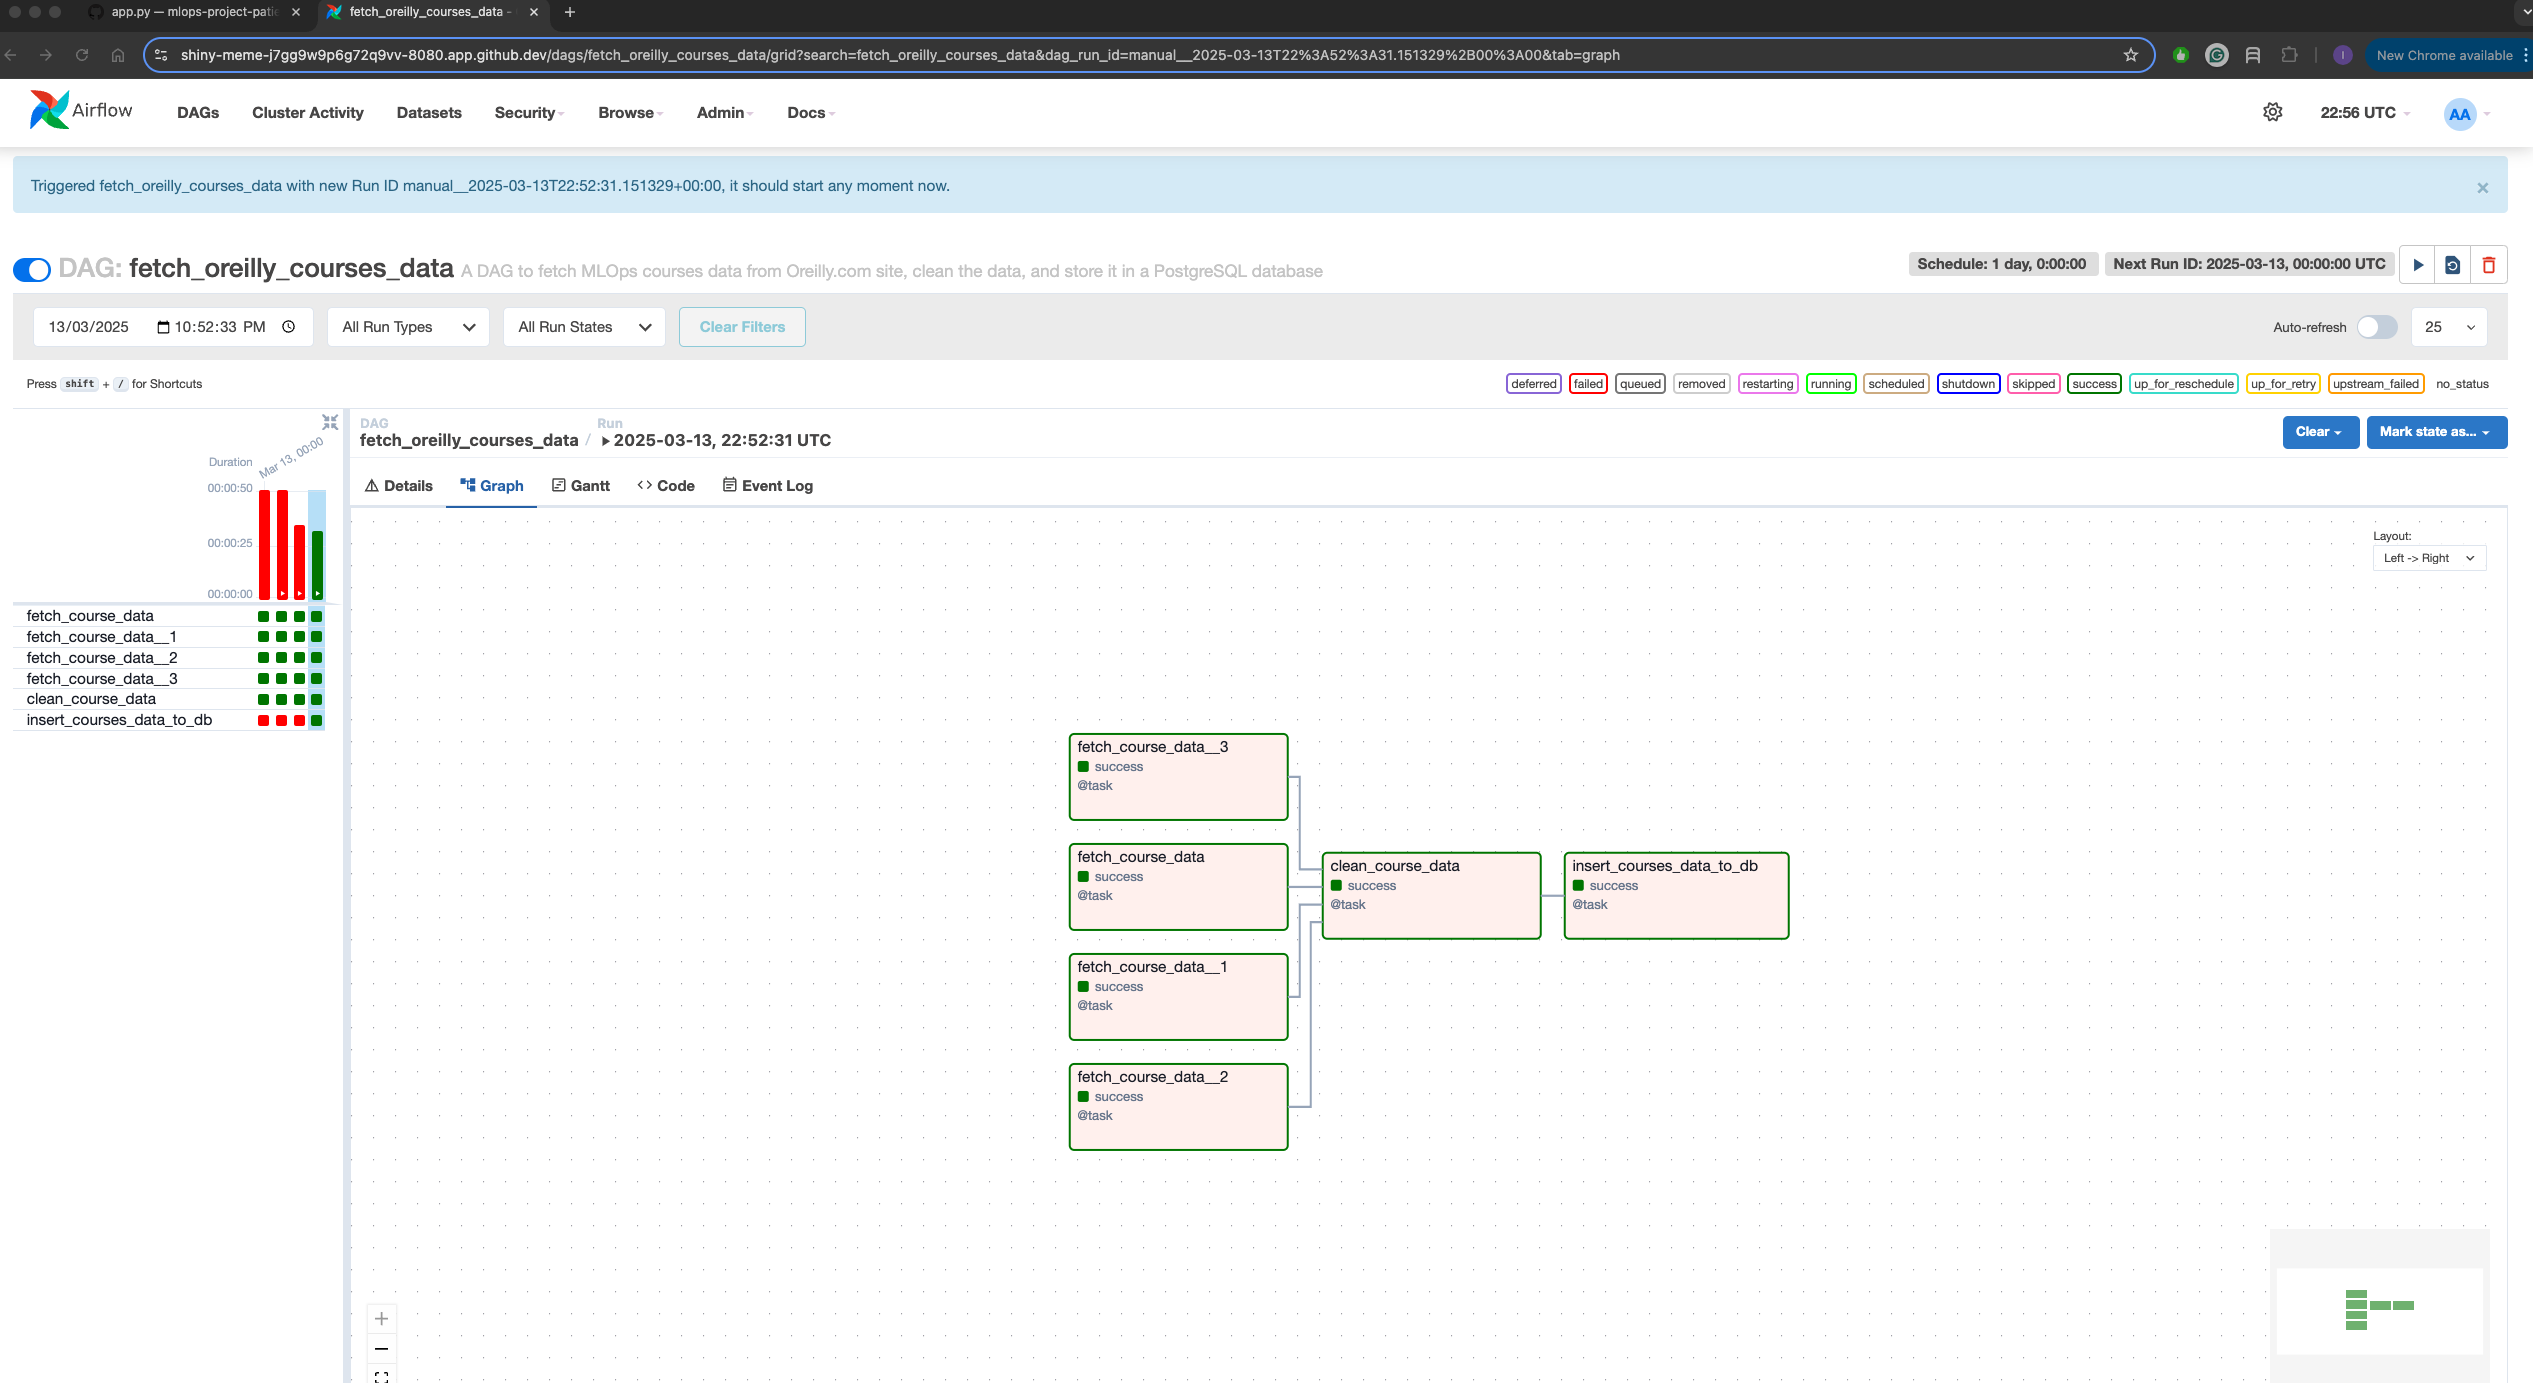 app.py — mlops-project-patie
fetch_oreilly_courses_data -
shiny-meme-j7gg9w9p6g72q9vv-8080.app.github.dev/dags/fetch_oreilly_courses_data/grid?search=fetch_oreilly_courses_data&dag_run_id=manual__2025-03-13T22%3A52%3A31.151329%2B00%3A00&tab=graph
New Chrome available
Airflow
DAGs
Cluster Activity
Datasets
Security
Browse
Admin
Docs
22:56 UTC
AA
Triggered fetch_oreilly_courses_data with new Run ID manual__2025-03-13T22:52:31.151329+00:00, it should start any moment now.
×
DAG: fetch_oreilly_courses_data A DAG to fetch MLOps courses data from Oreilly.com site, clean the data, and store it in a PostgreSQL database
Schedule: 1 day, 0:00:00
Next Run ID: 2025-03-13, 00:00:00 UTC
13/03/2025 10:52:33 PM
All Run Types
All Run States
Clear Filters
Auto-refresh
25
Press shift + / for Shortcuts
deferred
failed
queued
removed
restarting
running
scheduled
shutdown
skipped
success
up_for_reschedule
up_for_retry
upstream_failed
no_status
Duration
Mar 13, 00:00
00:00:50
00:00:25
00:00:00
fetch_course_data
fetch_course_data__1
fetch_course_data__2
fetch_course_data__3
clean_course_data
insert_courses_data_to_db
DAG
fetch_oreilly_courses_data /
Run
2025-03-13, 22:52:31 UTC
Clear
Mark state as...
Details
Graph
Gantt
Code
Event Log
Layout:
Left -> Right
fetch_course_data__3
success
@task
fetch_course_data
success
@task
fetch_course_data__1
success
@task
fetch_course_data__2
success
@task
clean_course_data
success
@task
insert_courses_data_to_db
success
@task